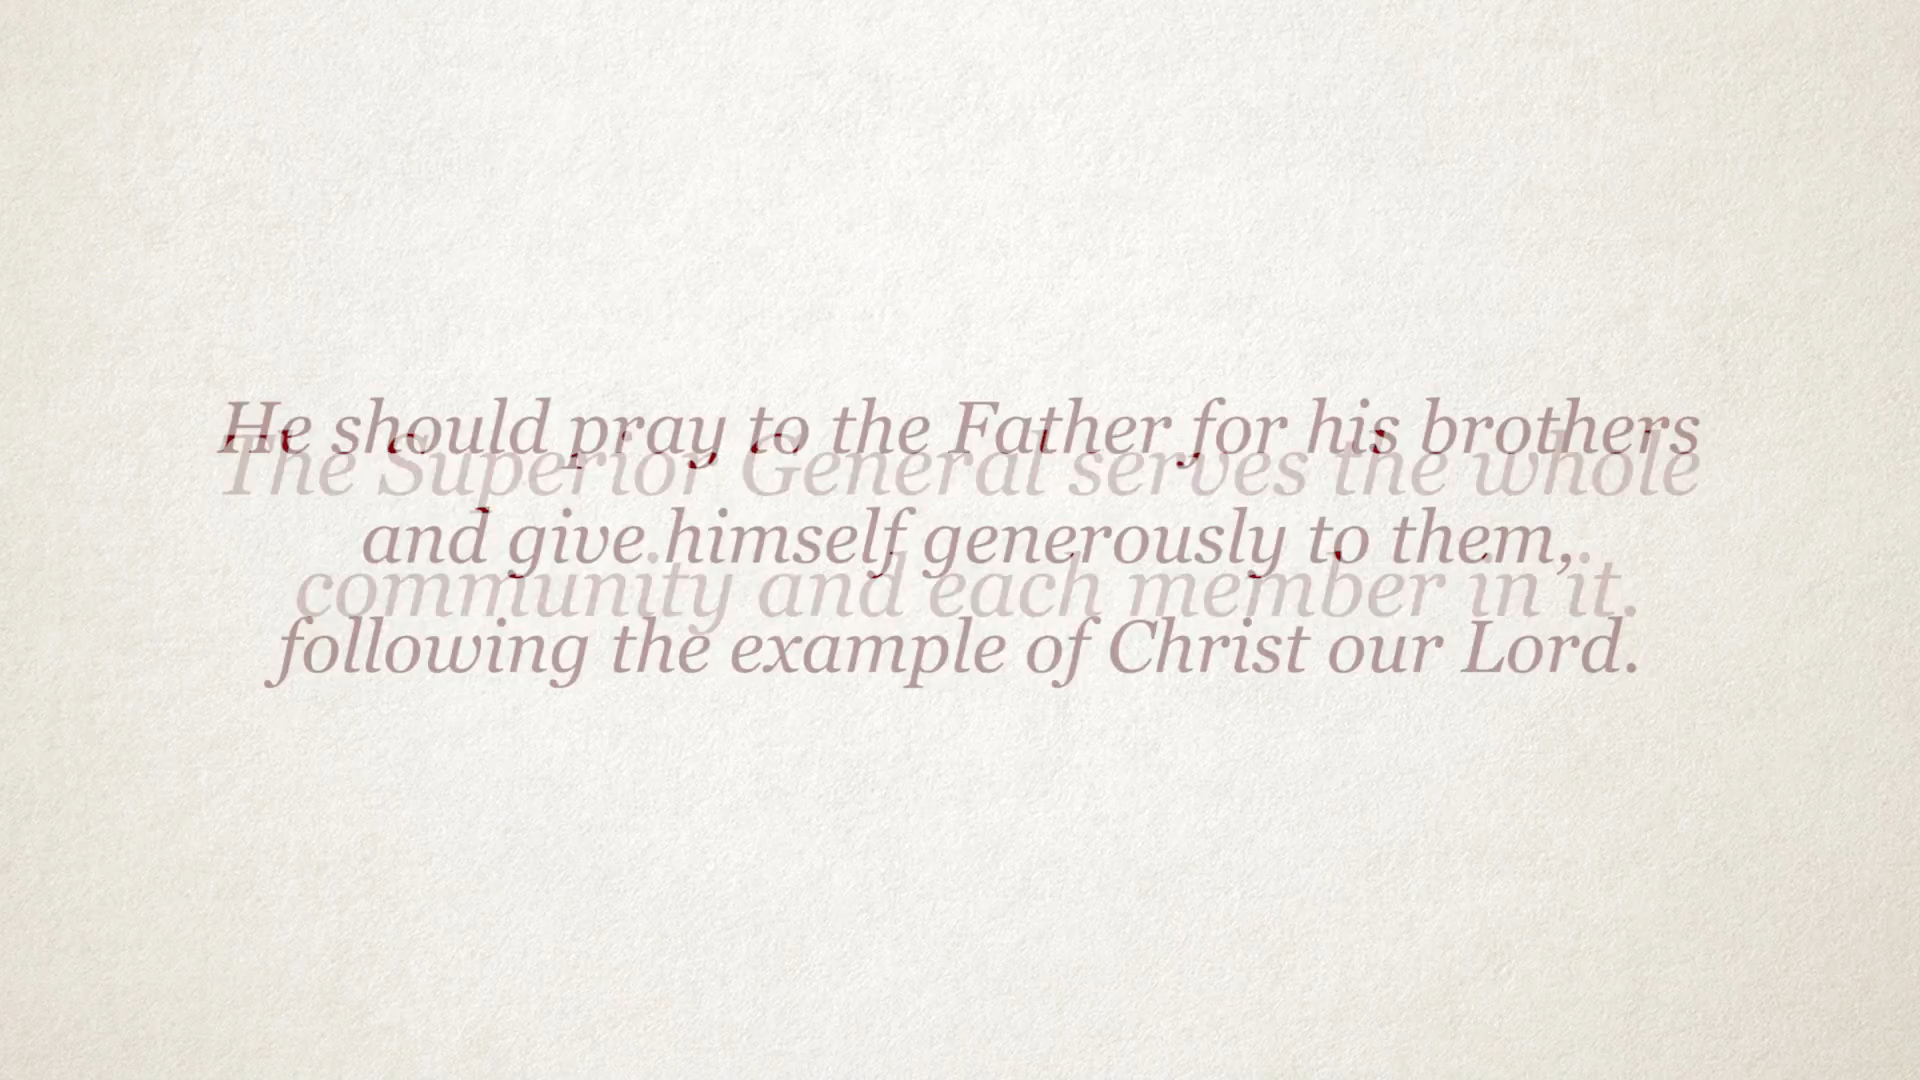 He should pray to the Father for his brothers
The Superior General serves the whole
and give himself generously to them,
community and each member in it.
following the example of Christ our Lord.